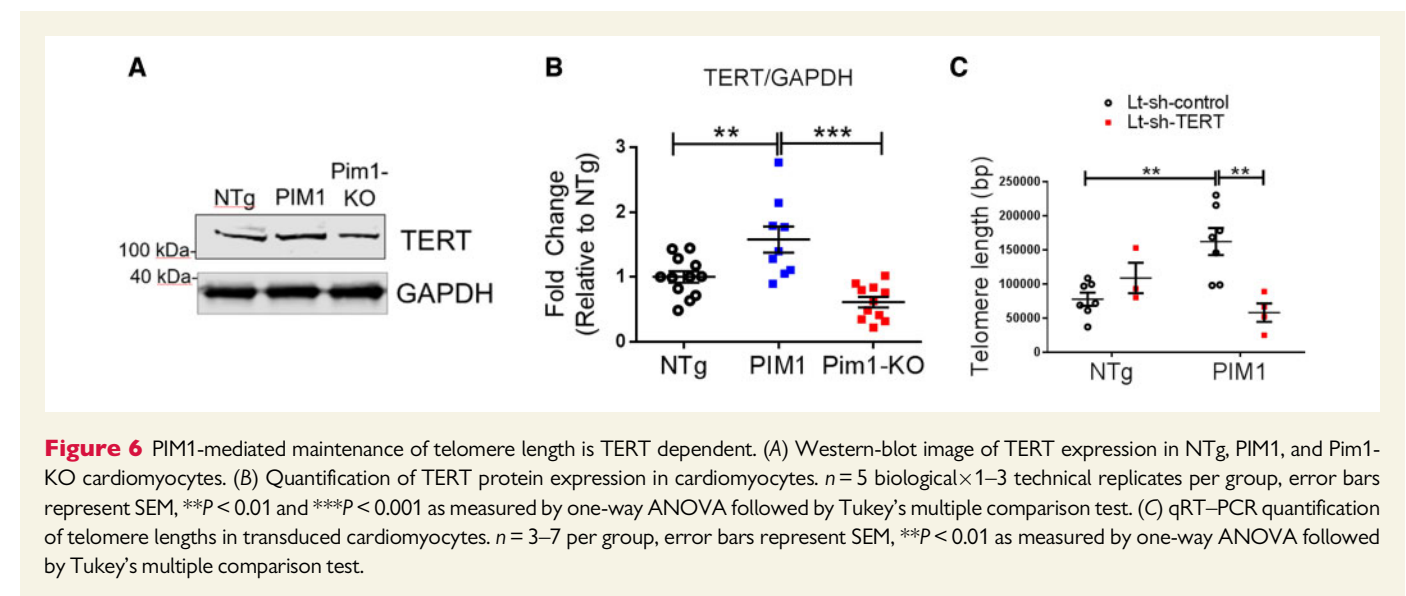 A
NTg PIM1 Pim1-
KO
100 kDa-
TERT
40 kDa-
GAPDH
B
TERT/GAPDH
** ***
Fold Change
(Relative to NTg)
3
2
1
0
NTg PIM1 Pim1-KO
C
Lt-sh-control
Lt-sh-TERT
** **
Telomere length (bp)
250000
200000
150000
100000
50000
0
NTg PIM1
Figure 6 PIM1-mediated maintenance of telomere length is TERT dependent. (A) Western-blot image of TERT expression in NTg, PIM1, and Pim1-
KO cardiomyocytes. (B) Quantification of TERT protein expression in cardiomyocytes. n = 5 biological×1–3 technical replicates per group, error bars
represent SEM, **P < 0.01 and ***P < 0.001 as measured by one-way ANOVA followed by Tukey's multiple comparison test. (C) qRT–PCR quantification
of telomere lengths in transduced cardiomyocytes. n = 3–7 per group, error bars represent SEM, **P < 0.01 as measured by one-way ANOVA followed
by Tukey's multiple comparison test.